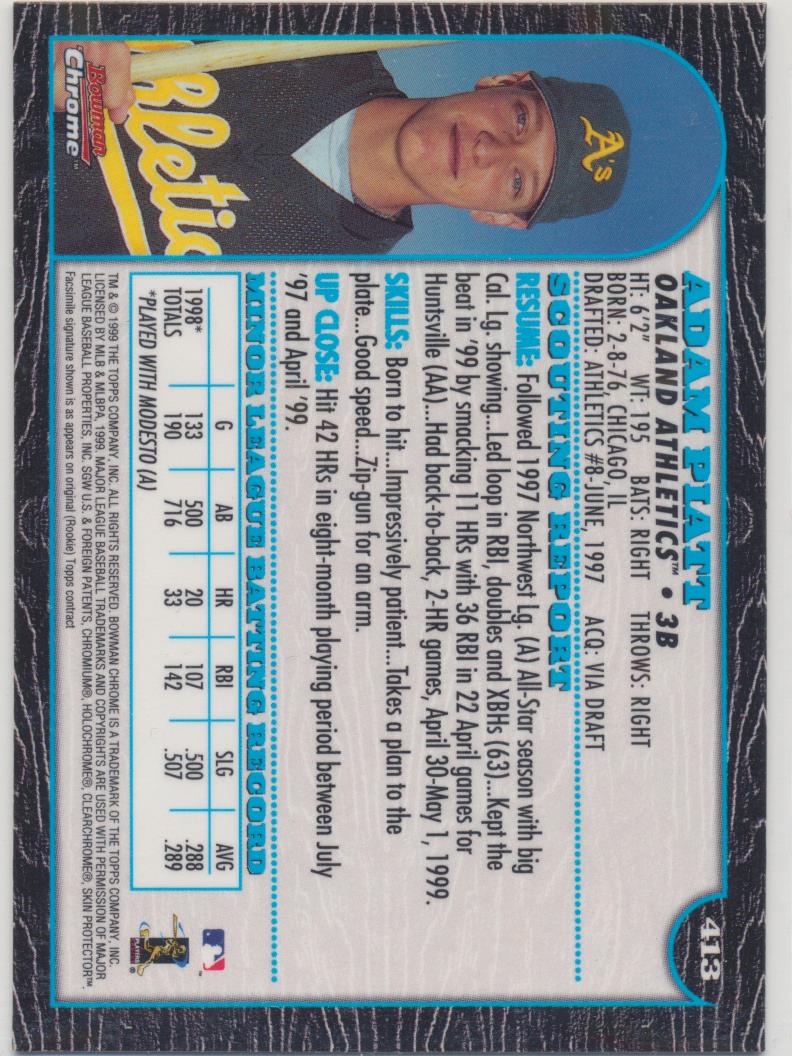 413
ADAM PIATT
OAKLAND ATHLETICS™ • 3B
HT: 6'2" WT: 195 BATS: RIGHT THROWS: RIGHT
BORN: 2-8-76, CHICAGO, IL
DRAFTED: ATHLETICS #8-JUNE, 1997 ACQ: VIA DRAFT
A's
Athletic
Bowman
Chrome™
SCOUTING REPORT
RESUME: Followed 1997 Northwest Lg. (A) All-Star season with big
Cal. Lg. showing...Led loop in RBI, doubles and XBHs (63)...Kept the
beat in '99 by smacking 11 HRs with 36 RBI in 22 April games for
Huntsville (AA)...Had back-to-back, 2-HR games, April 30-May 1, 1999.
SKILLS: Born to hit...Impressively patient...Takes a plan to the
plate...Good speed...Zip-gun for an arm.
UP CLOSE: Hit 42 HRs in eight-month playing period between July
'97 and April '99.
MINOR LEAGUE BATTING RECORD
G AB HR RBI SLG AVG
1998* 133 500 20 107 .500 .288
TOTALS 190 716 33 142 .507 .289
*PLAYED WITH MODESTO (A)
PLAYERS
TM & © 1999 THE TOPPS COMPANY, INC. ALL RIGHTS RESERVED. BOWMAN CHROME IS A TRADEMARK OF THE TOPPS COMPANY, INC.
LICENSED BY MLB & MLBPA, 1999. MAJOR LEAGUE BASEBALL TRADEMARKS AND COPYRIGHTS ARE USED WITH PERMISSION OF MAJOR
LEAGUE BASEBALL PROPERTIES, INC. SGW U.S. & FOREIGN PATENTS, CHROMIUM®, HOLOCHROME®, CLEARCHROME®, SKIN PROTECTOR™.
Facsimile signature shown is as appears on original (Rookie) Topps contract